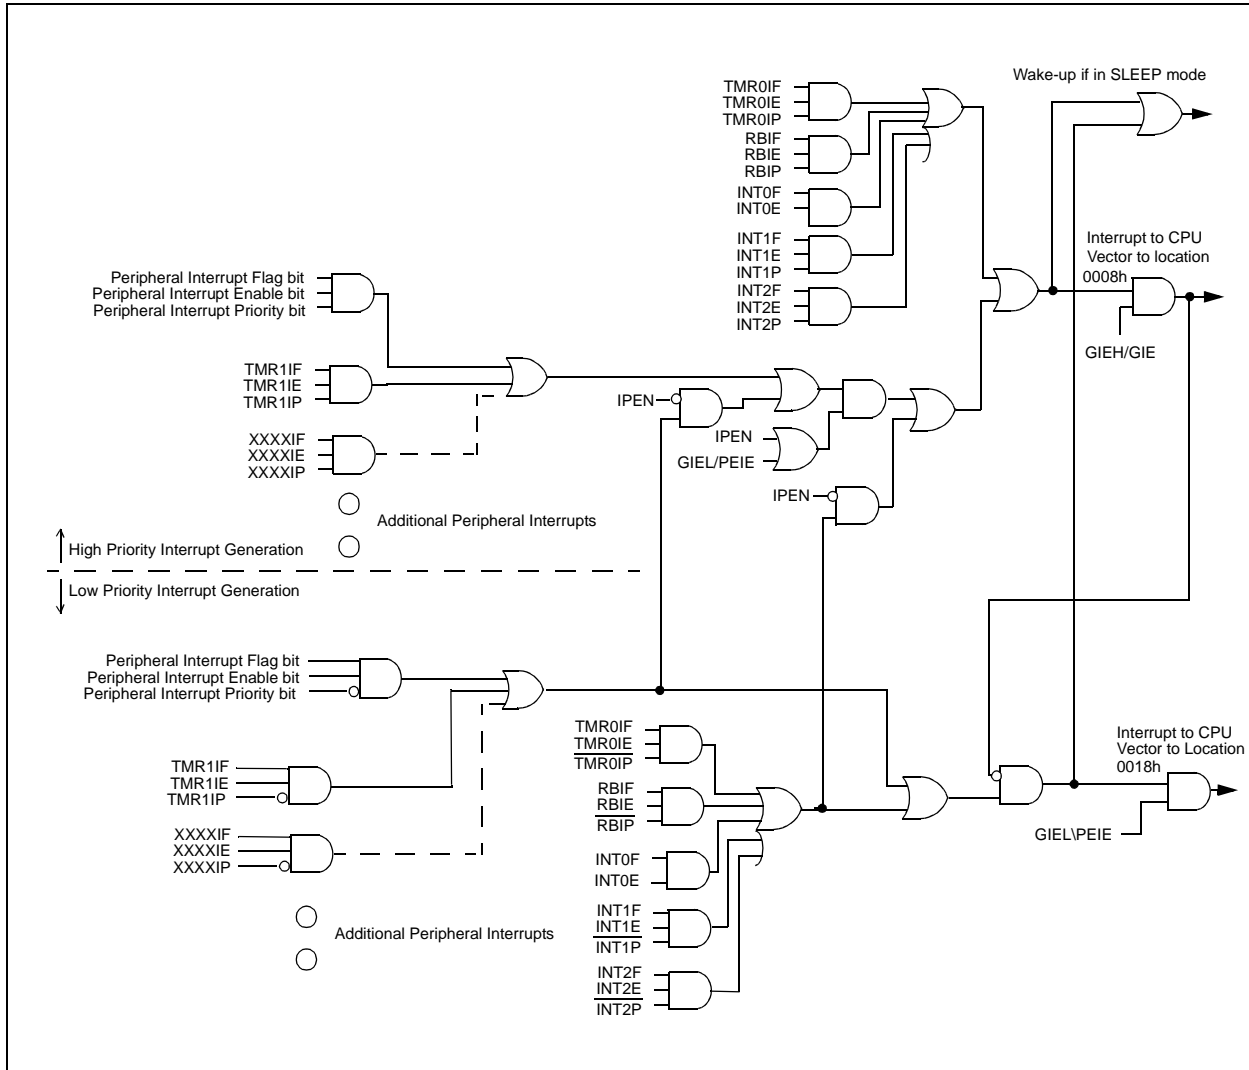 Wake-up if in SLEEP mode
TMR0IF
TMR0IE
TMR0IP
RBIF
RBIE
RBIP
INT0F
INT0E
INT1F
INT1E
INT1P
INT2F
INT2E
INT2P
Interrupt to CPU
Vector to location
0008h
GIEH/GIE
Peripheral Interrupt Flag bit
Peripheral Interrupt Enable bit
Peripheral Interrupt Priority bit
TMR1IF
TMR1IE
TMR1IP
XXXXIF
XXXXIE
XXXXIP
IPEN
IPEN
GIEL/PEIE
IPEN
Additional Peripheral Interrupts
High Priority Interrupt Generation
Low Priority Interrupt Generation
Peripheral Interrupt Flag bit
Peripheral Interrupt Enable bit
Peripheral Interrupt Priority bit
TMR1IF
TMR1IE
TMR1IP
XXXXIF
XXXXIE
XXXXIP
Additional Peripheral Interrupts
TMR0IF
TMR0IE
TMR0IP
RBIF
RBIE
RBIP
INT0F
INT0E
INT1F
INT1E
INT1P
INT2F
INT2E
INT2P
Interrupt to CPU
Vector to Location
0018h
GIEL\PEIE